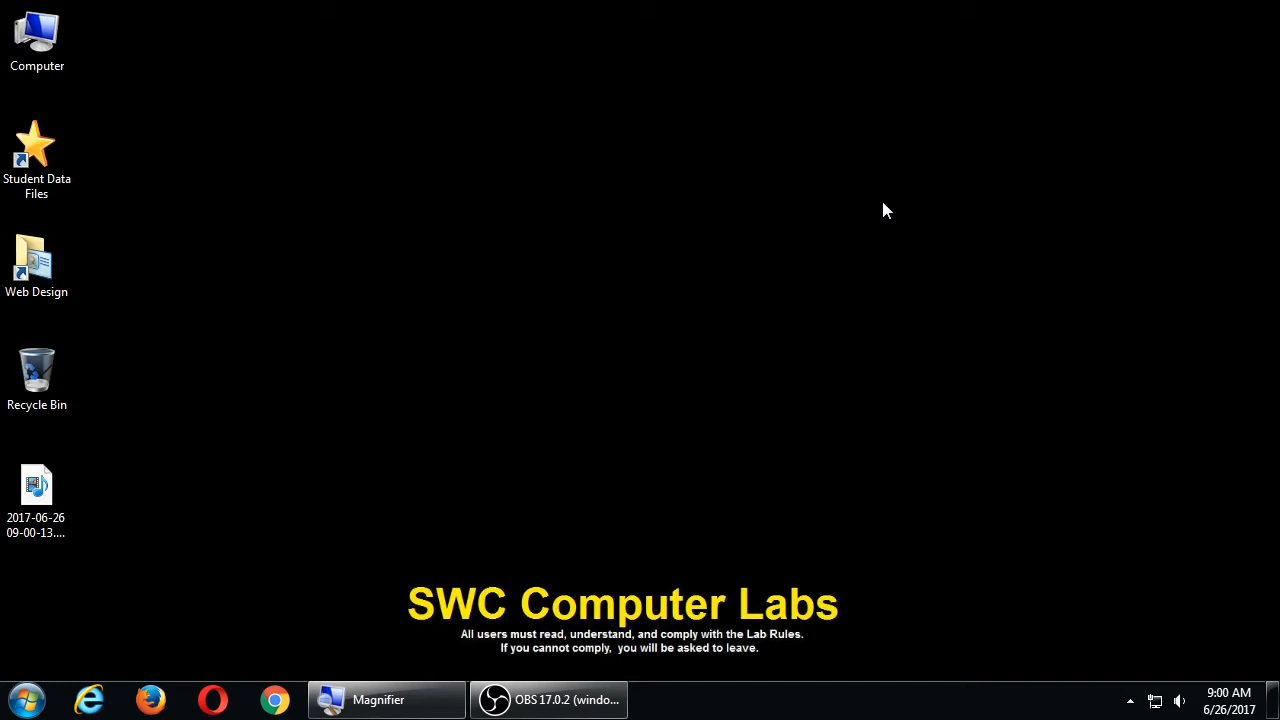 Computer
Student Data
Files
Web Design
Recycle Bin
2017-06-26
09-00-13....
SWC Computer Labs
All users must read, understand, and comply with the Lab Rules.
If you cannot comply,  you will be asked to leave.
Magnifier
OBS 17.0.2 (windo...
9:00 AM
6/26/2017